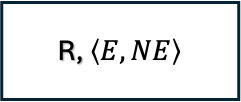 R, ⟨E, NE⟩